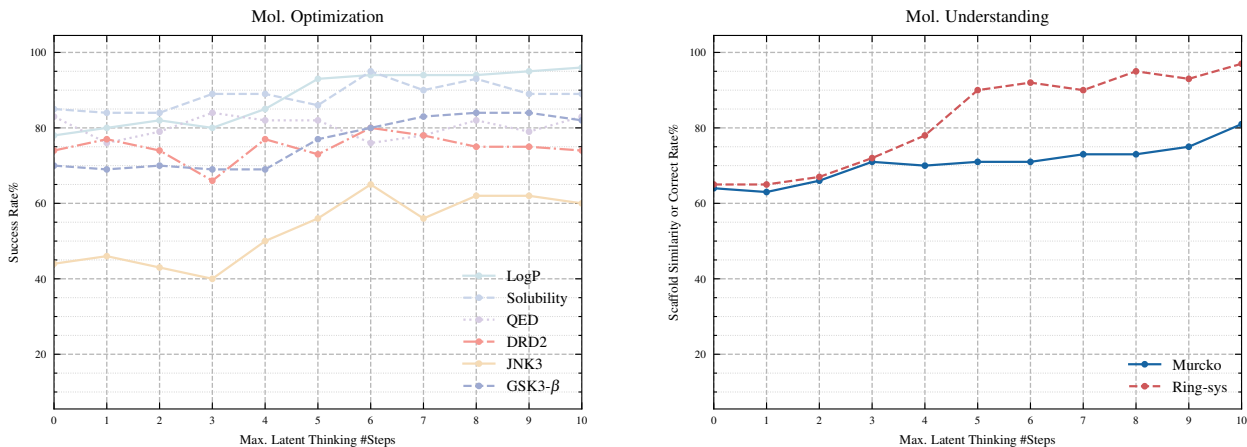 Mol. Optimization
Success Rate%
100
80
60
40
20
0 1 2 3 4 5 6 7 8 9 10
Max. Latent Thinking #Steps
LogP
Solubility
QED
DRD2
JNK3
GSK3-β
Mol. Understanding
Scaffold Similarity or Correct Rate%
100
80
60
40
20
0 1 2 3 4 5 6 7 8 9 10
Max. Latent Thinking #Steps
Murcko
Ring-sys